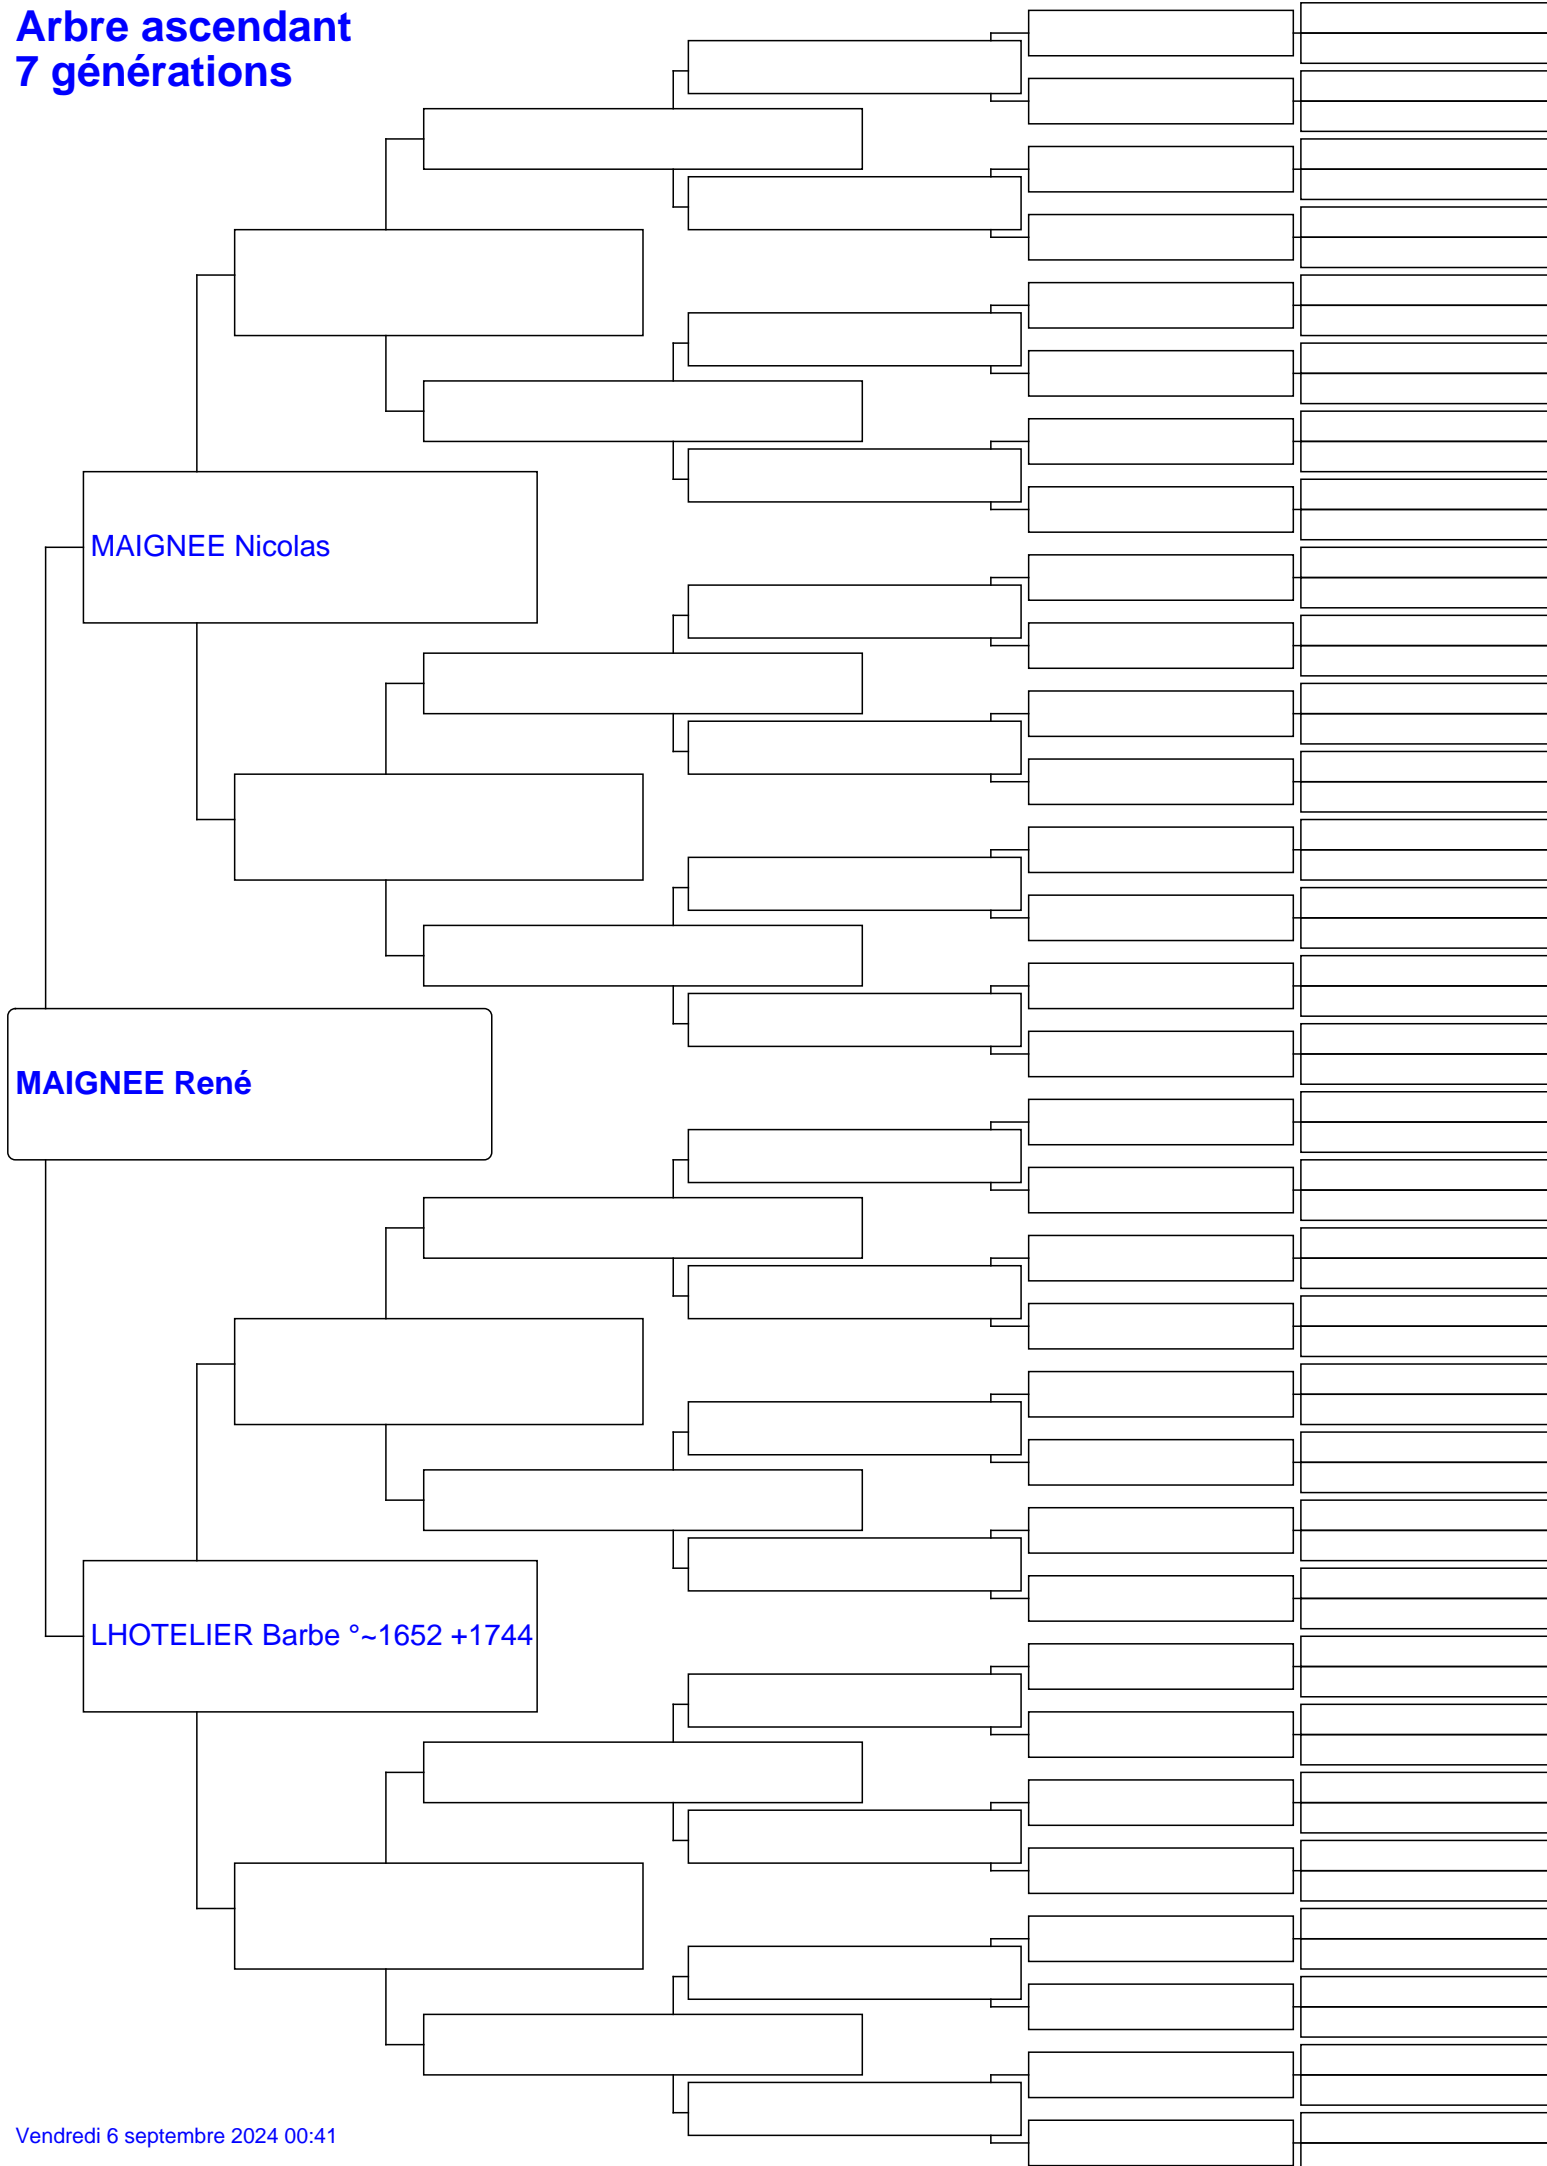 Arbre ascendant
7 générations
MAIGNEE Nicolas
MAIGNEE René
LHOTELIER Barbe °~1652 +1744
Vendredi 6 septembre 2024 00:41